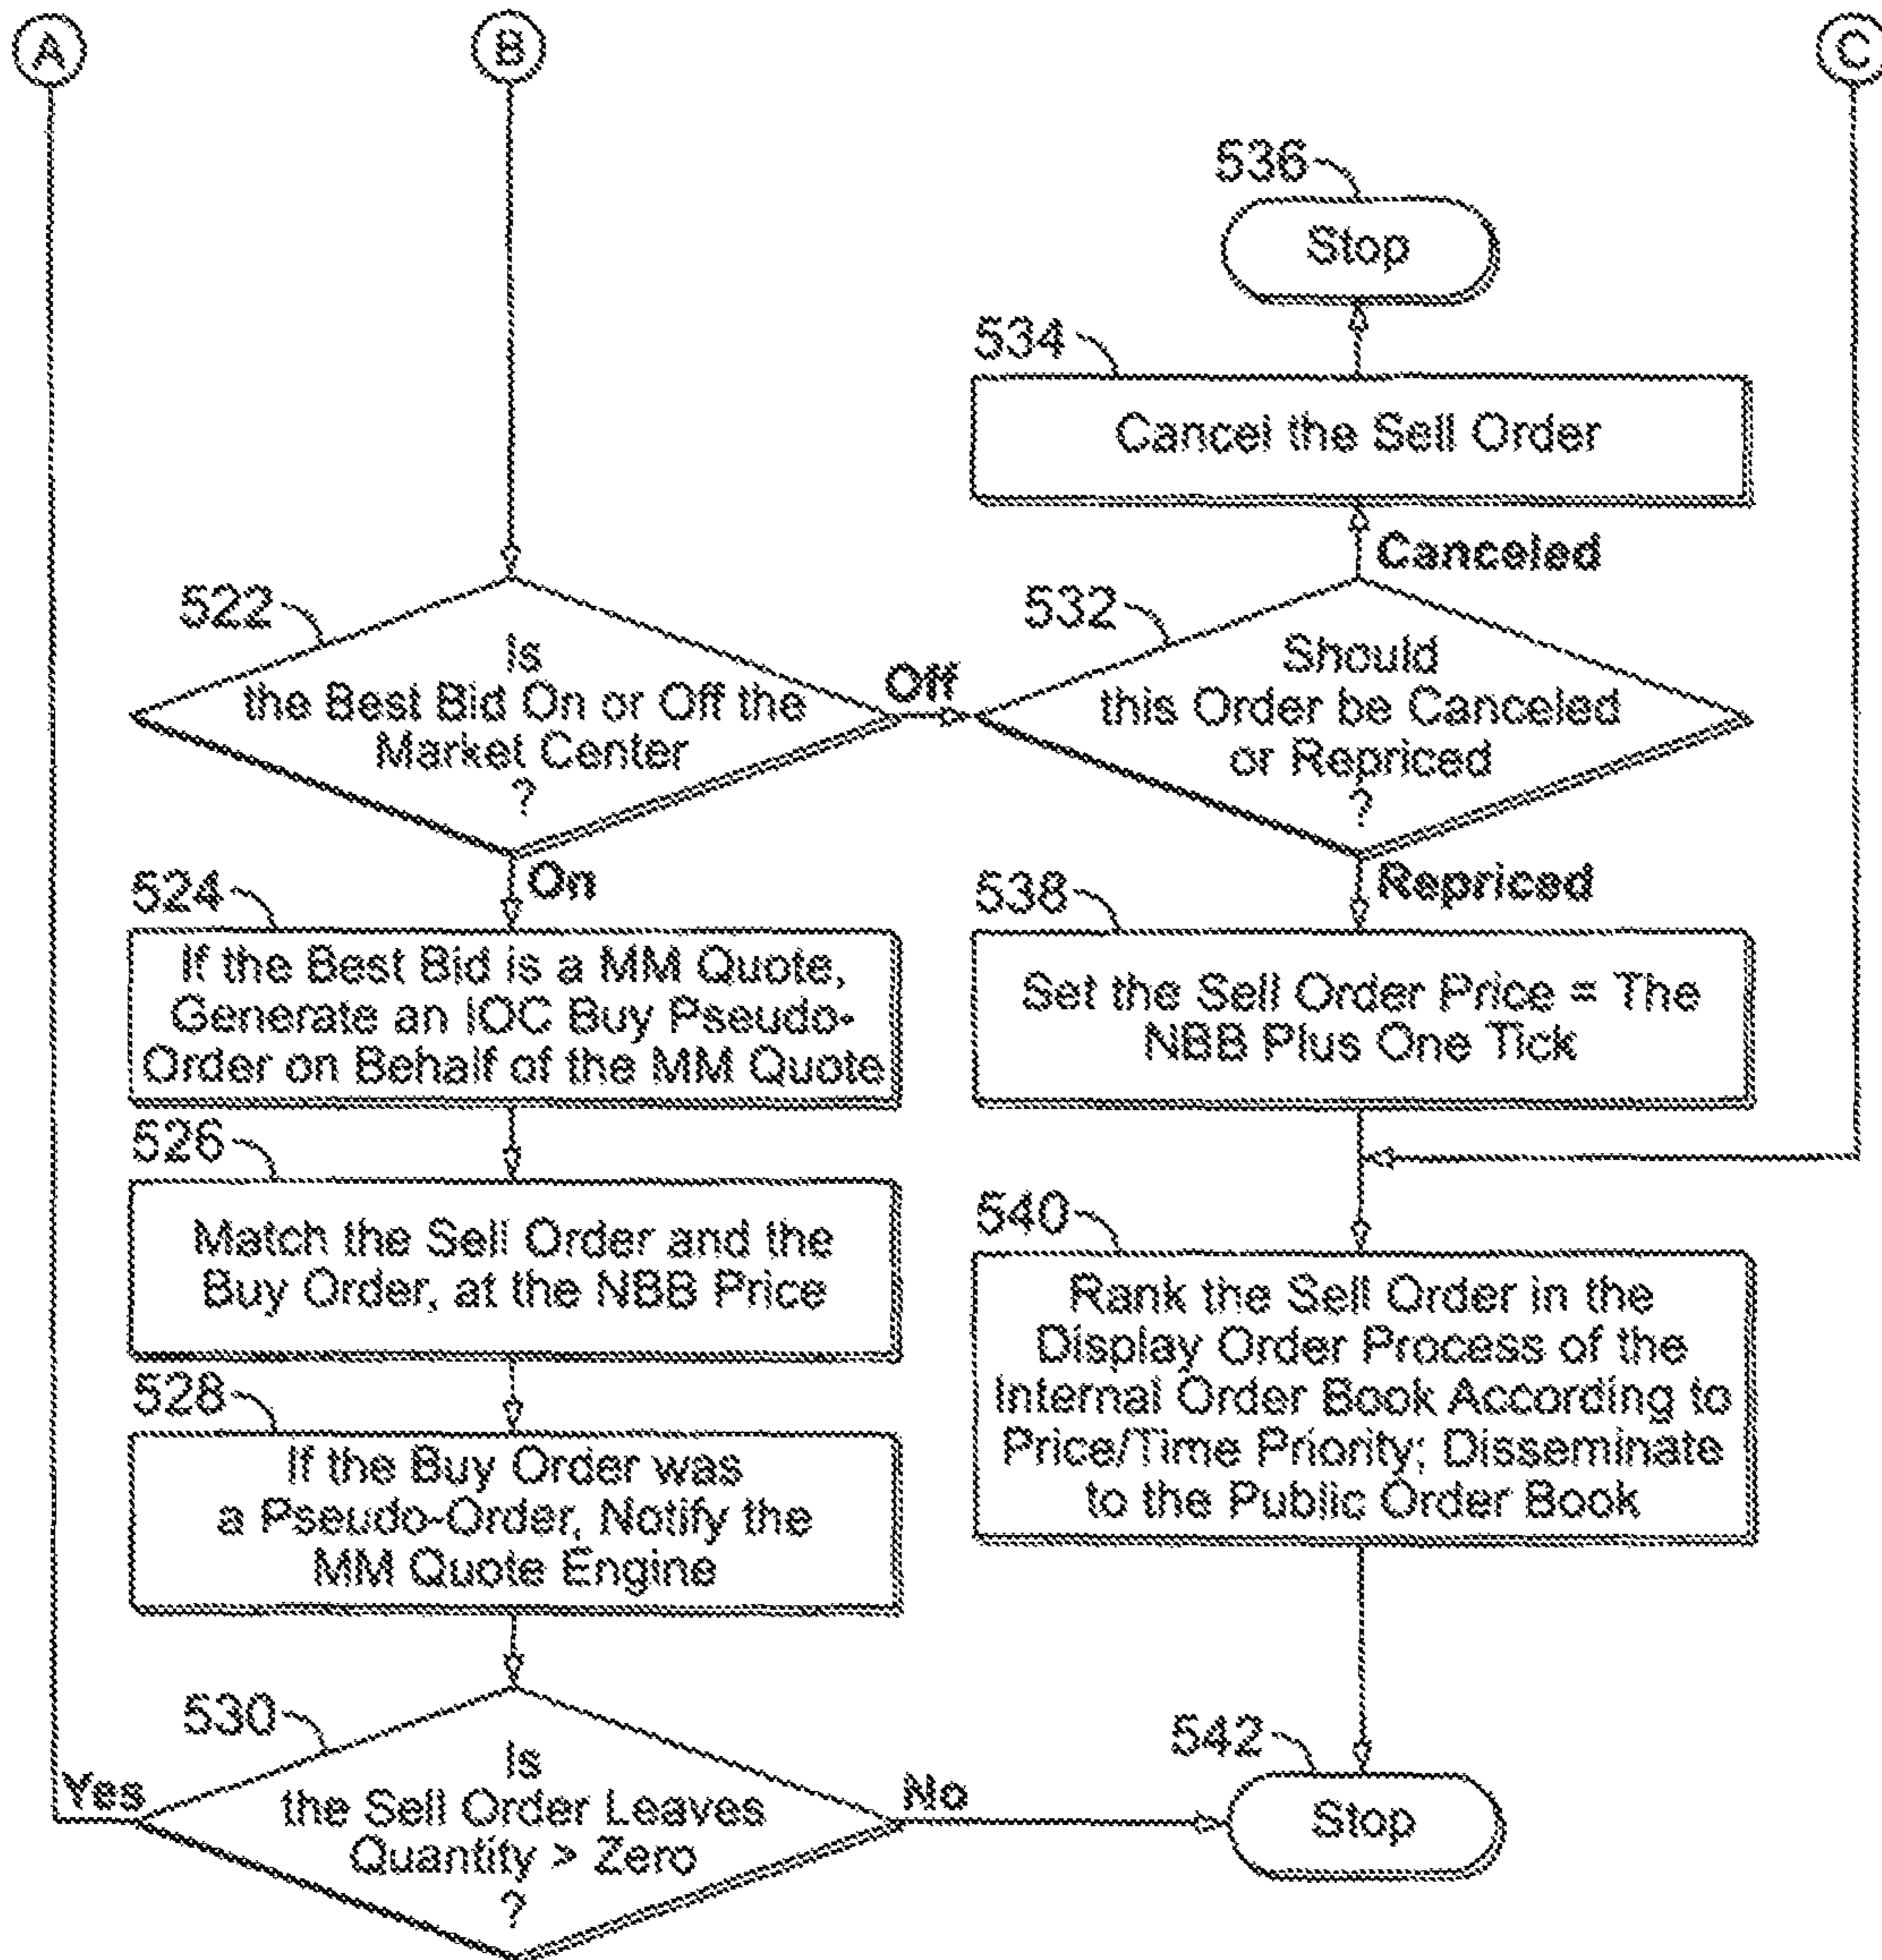 A
B
C
536
Stop
534
Cancel the Sell Order
Canceled
522
Is
the Best Bid On or Off the
Market Center
?
Off
532
Should
this Order be Canceled
or Repriced
?
On
Repriced
524
If the Best Bid is a MM Quote,
Generate an IOC Buy Pseudo-
Order on Behalf of the MM Quote
538
Set the Sell Order Price = The
NBB Plus One Tick
526
Match the Sell Order and the
Buy Order, at the NBB Price
540
Rank the Sell Order in the
Display Order Process of the
Internal Order Book According to
Price/Time Priority; Disseminate
to the Public Order Book
528
If the Buy Order was
a Pseudo-Order, Notify the
MM Quote Engine
530
Is
the Sell Order Leaves
Quantity > Zero
?
Yes
No
542
Stop